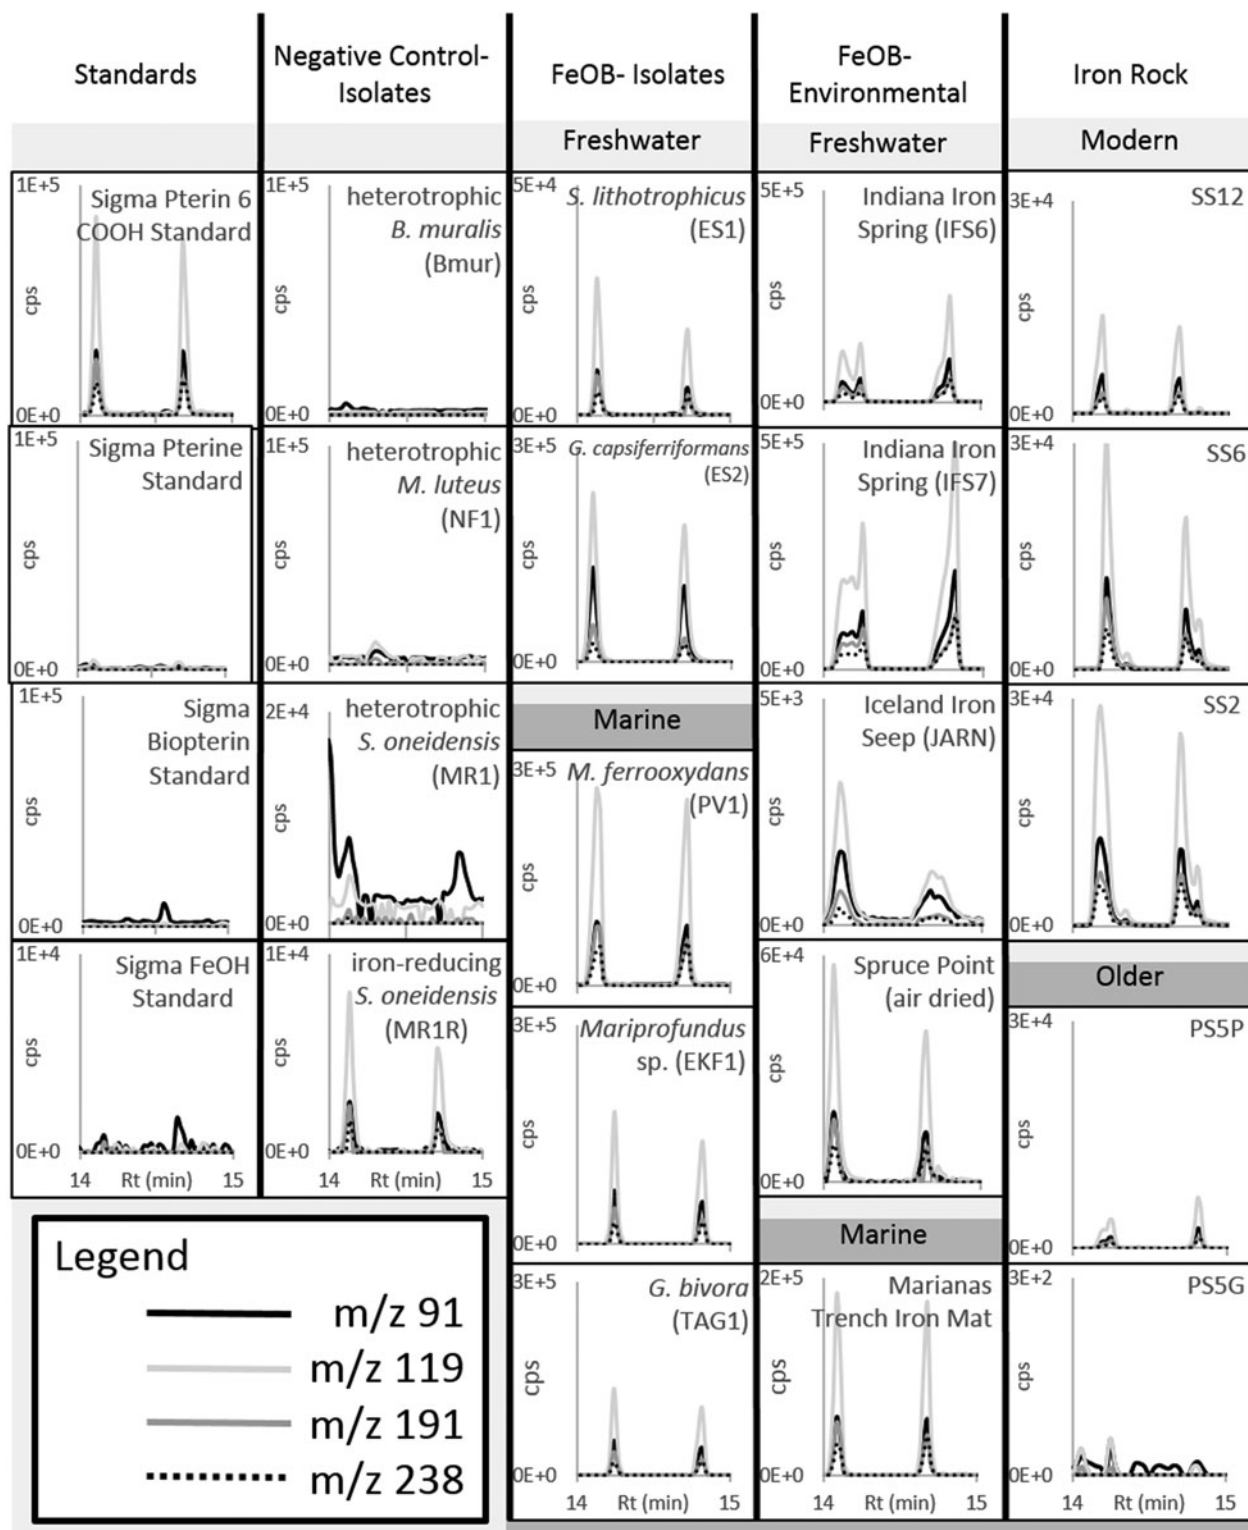 Standards
Negative Control-
Isolates
FeOB- Isolates
FeOB-
Environmental
Iron Rock
Freshwater
Freshwater
Modern
1E+5
Sigma Pterin 6
COOH Standard
cps
0E+0
1E+5
Sigma Pterine
Standard
cps
0E+0
1E+5
Sigma
Biopterin
Standard
cps
0E+0
1E+4
Sigma FeOH
Standard
cps
0E+0
14 Rt (min) 15
1E+5
heterotrophic
B. muralis
(Bmur)
cps
0E+0
1E+5
heterotrophic
M. luteus
(NF1)
cps
0E+0
2E+4
heterotrophic
S. oneidensis
(MR1)
cps
0E+0
1E+4
iron-reducing
S. oneidensis
(MR1R)
cps
0E+0
14 Rt (min) 15
5E+4
S. lithotrophicus
(ES1)
cps
0E+0
3E+5
G. capsiferriformans
(ES2)
cps
0E+0
Marine
3E+5
M. ferrooxydans
(PV1)
cps
0E+0
3E+5
Mariprofundus
sp. (EKF1)
cps
0E+0
3E+5
G. bivora
(TAG1)
cps
0E+0
14 Rt (min) 15
5E+5
Indiana Iron
Spring (IFS6)
cps
0E+0
5E+5
Indiana Iron
Spring (IFS7)
cps
0E+0
5E+3
Iceland Iron
Seep (JARN)
cps
0E+0
6E+4
Spruce Point
(air dried)
cps
0E+0
Marine
2E+5
Marianas
Trench Iron Mat
cps
0E+0
14 Rt (min) 15
3E+4
SS12
cps
0E+0
3E+4
SS6
cps
0E+0
3E+4
SS2
cps
0E+0
Older
3E+4
PS5P
cps
0E+0
3E+2
PS5G
cps
0E+0
14 Rt (min) 15
Legend
m/z 91
m/z 119
m/z 191
m/z 238